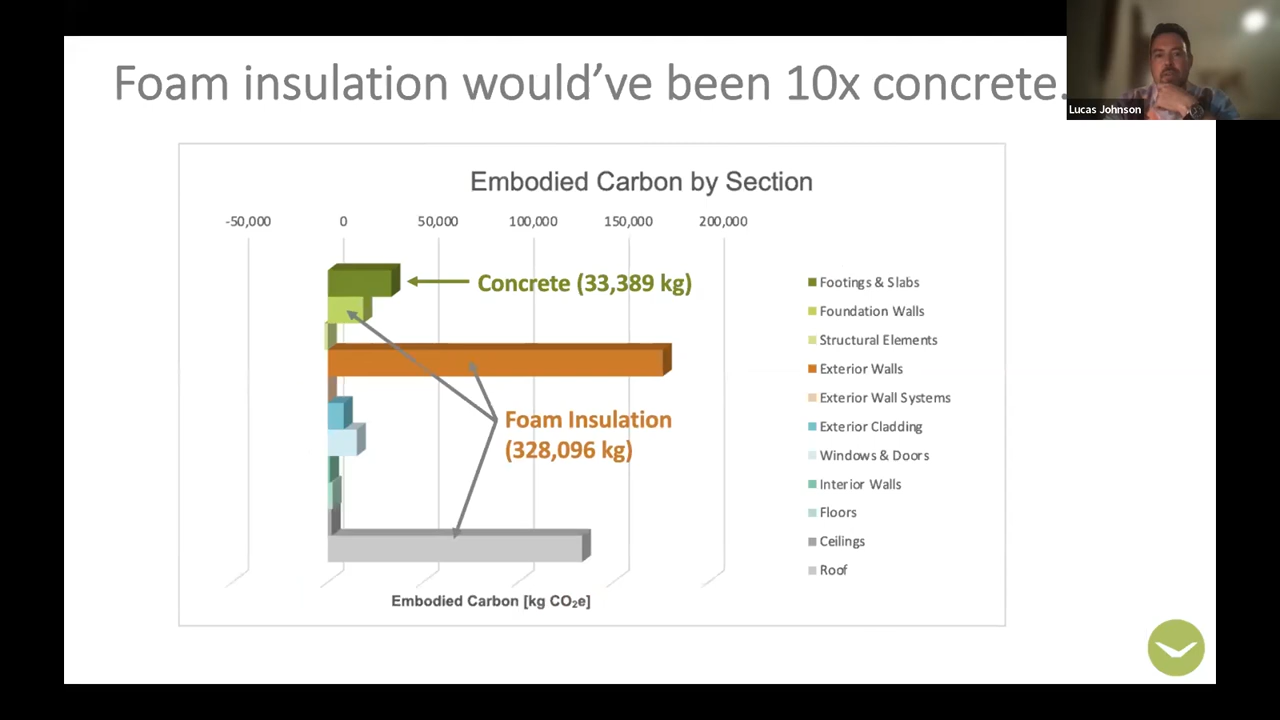 Foam insulation would've been 10x concrete.
Lucas Johnson
Embodied Carbon by Section
-50,000 0 50,000 100,000 150,000 200,000
Concrete (33,389 kg)
Foam Insulation
(328,096 kg)
Footings & Slabs
Foundation Walls
Structural Elements
Exterior Walls
Exterior Wall Systems
Exterior Cladding
Windows & Doors
Interior Walls
Floors
Ceilings
Roof
Embodied Carbon [kg CO₂e]